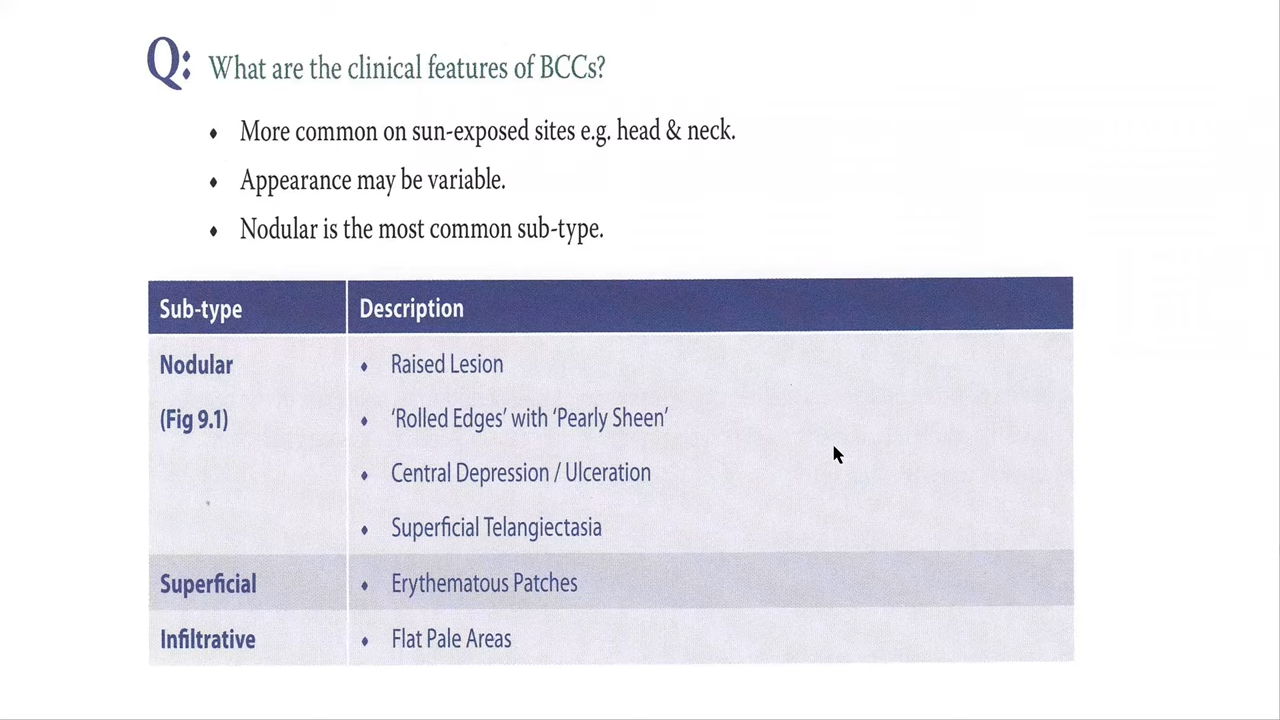 Q: What are the clinical features of BCCs?
♦ More common on sun-exposed sites e.g. head & neck.
♦ Appearance may be variable.
♦ Nodular is the most common sub-type.
Sub-type Description
Nodular ♦ Raised Lesion
(Fig 9.1) ♦ ‘Rolled Edges’ with ‘Pearly Sheen’
♦ Central Depression / Ulceration
♦ Superficial Telangiectasia
Superficial ♦ Erythematous Patches
Infiltrative ♦ Flat Pale Areas